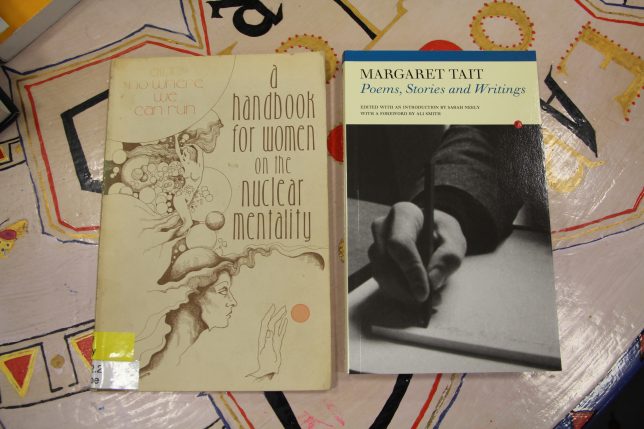 no where
we
can run
a
handbook
for women
on the
nuclear
mentality
MARGARET TAIT
Poems, Stories and Writings
EDITED WITH AN INTRODUCTION BY SARAH NEELY
WITH A FOREWORD BY ALI SMITH